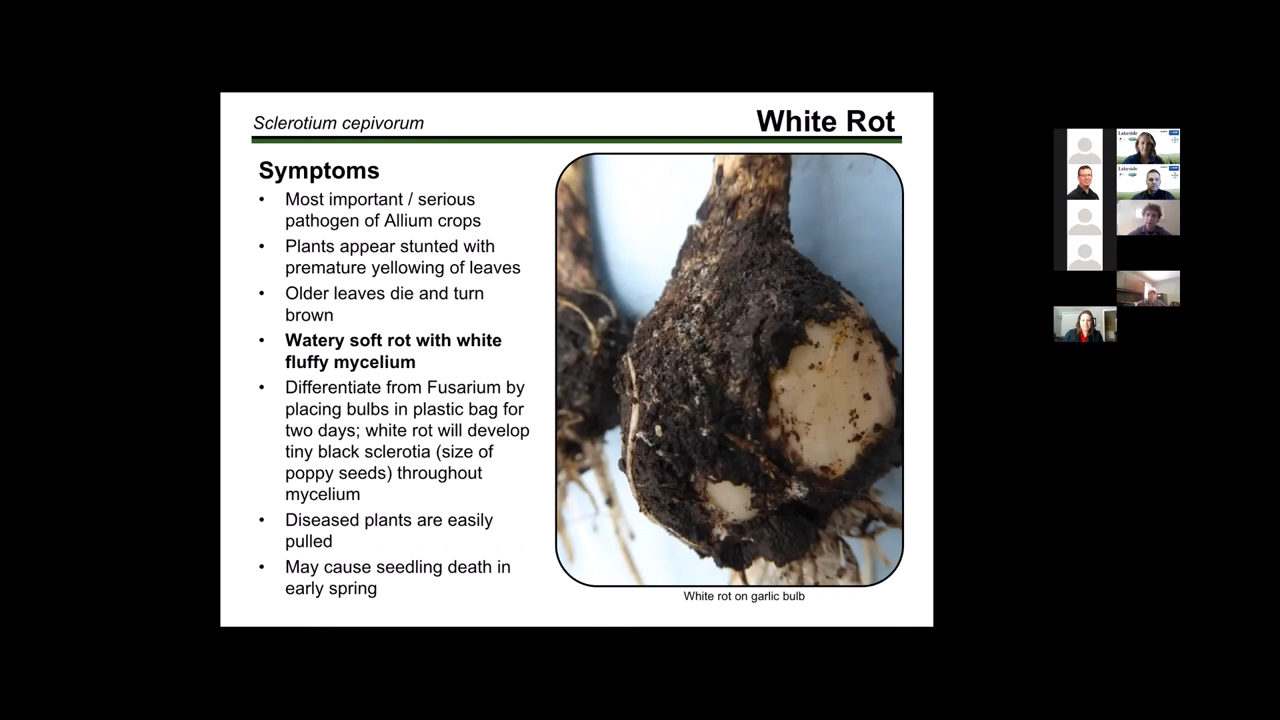 Sclerotium cepivorum
White Rot
Symptoms
• Most important / serious
pathogen of Allium crops
• Plants appear stunted with
premature yellowing of leaves
• Older leaves die and turn
brown
• Watery soft rot with white
fluffy mycelium
• Differentiate from Fusarium by
placing bulbs in plastic bag for
two days; white rot will develop
tiny black sclerotia (size of
poppy seeds) throughout
mycelium
• Diseased plants are easily
pulled
• May cause seedling death in
early spring
White rot on garlic bulb
Lakeside
Lakeside